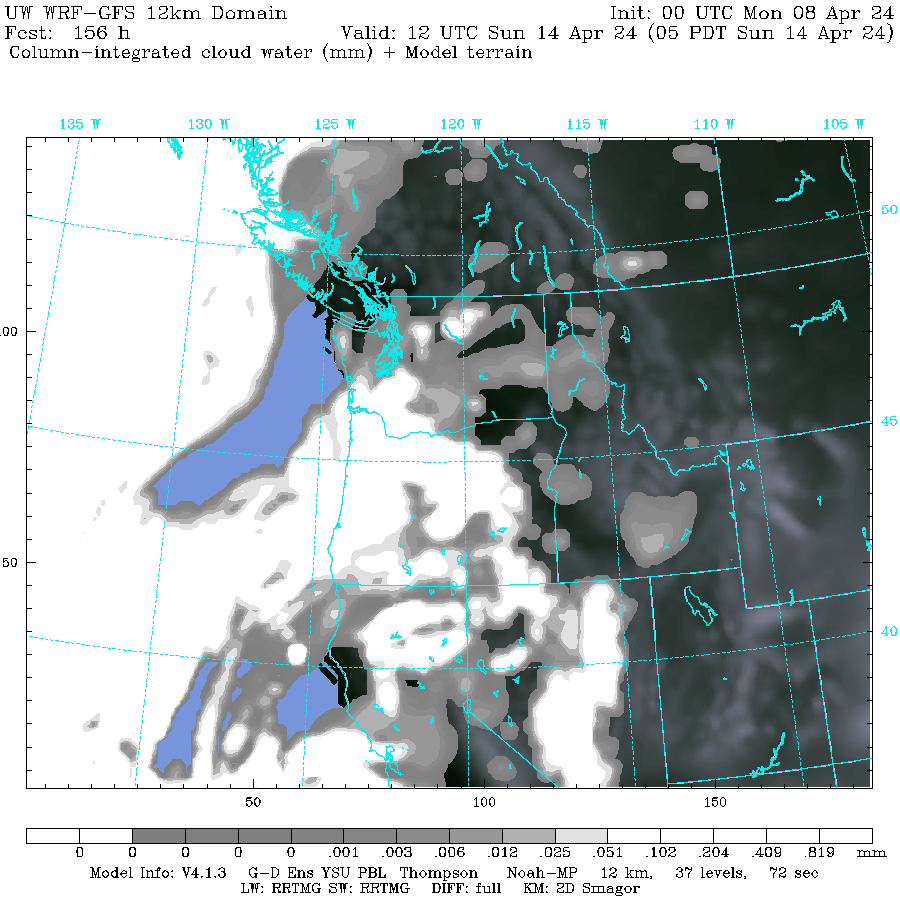 UW WRF-GFS 12km Domain Init: 00 UTC Mon 08 Apr 24
Fcst: 156 h Valid: 12 UTC Sun 14 Apr 24 (05 PDT Sun 14 Apr 24)
Column-integrated cloud water (mm) + Model terrain
135 W 130 W 125 W 120 W 115 W 110 W 105 W
50
00
45
50
40
50 100 150
0 0 0 0 0 .001 .003 .006 .012 .025 .051 .102 .204 .409 .819 mm
Model Info: V4.1.3 G-D Ens YSU PBL Thompson Noah-MP 12 km, 37 levels, 72 sec
LW: RRTMG SW: RRTMG DIFF: full KM: 2D Smagor